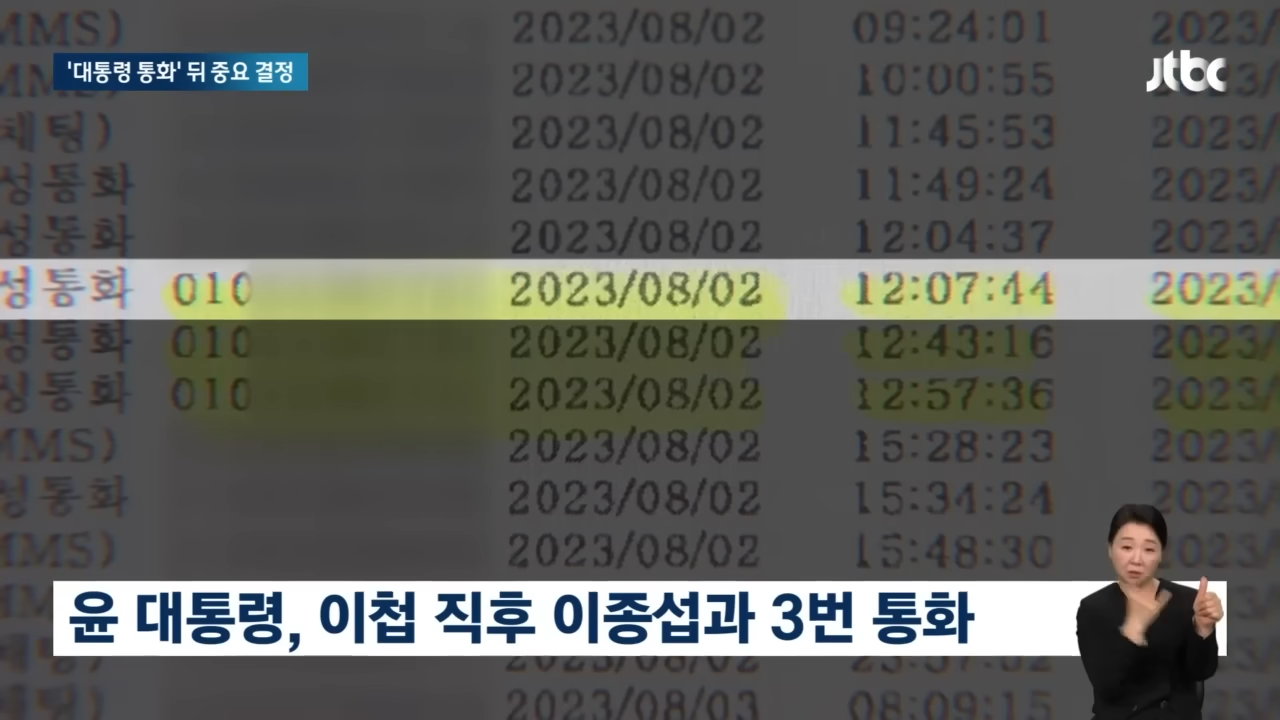 MMS) 2023/08/02 09:24:01 2023/
'대통령 통화' 뒤 중요 결정
jtbc
MMS) 2023/08/02 10:00:55
채팅) 2023/08/02 11:45:53 2023/
성통화 2023/08/02 11:49:24 2023/
성통화 2023/08/02 12:04:37 2023/
성통화 010 2023/08/02 12:07:44 2023/
성통화 010 2023/08/02 12:43:16 2023/
성통화 010 2023/08/02 12:57:36 2023/
MMS) 2023/08/02 15:28:23 2023/
성통화 2023/08/02 15:34:24 2023/
MMS) 2023/08/02 15:48:30
윤 대통령, 이첩 직후 이종섭과 3번 통화
채팅) 2023/08/03 08:09:15